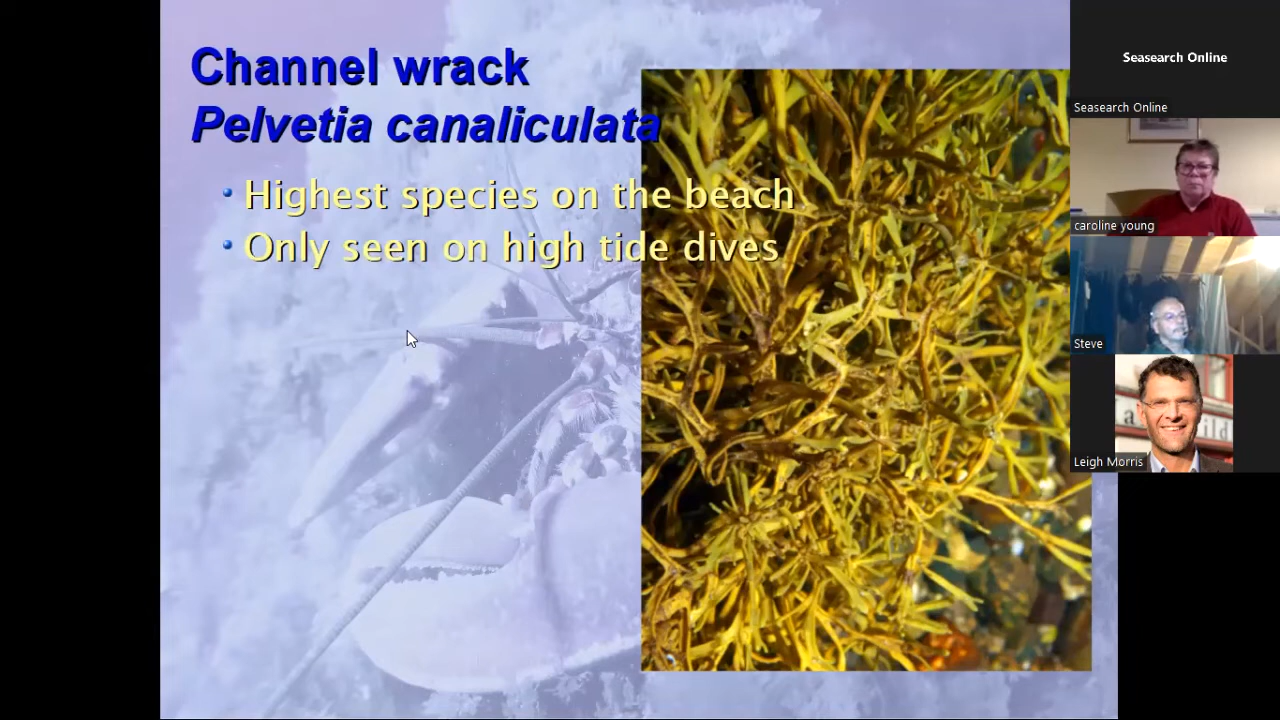 Channel wrack
Pelvetia canaliculata
Highest species on the beach
Only seen on high tide dives
Seasearch Online
Seasearch Online
caroline young
Steve
Leigh Morris